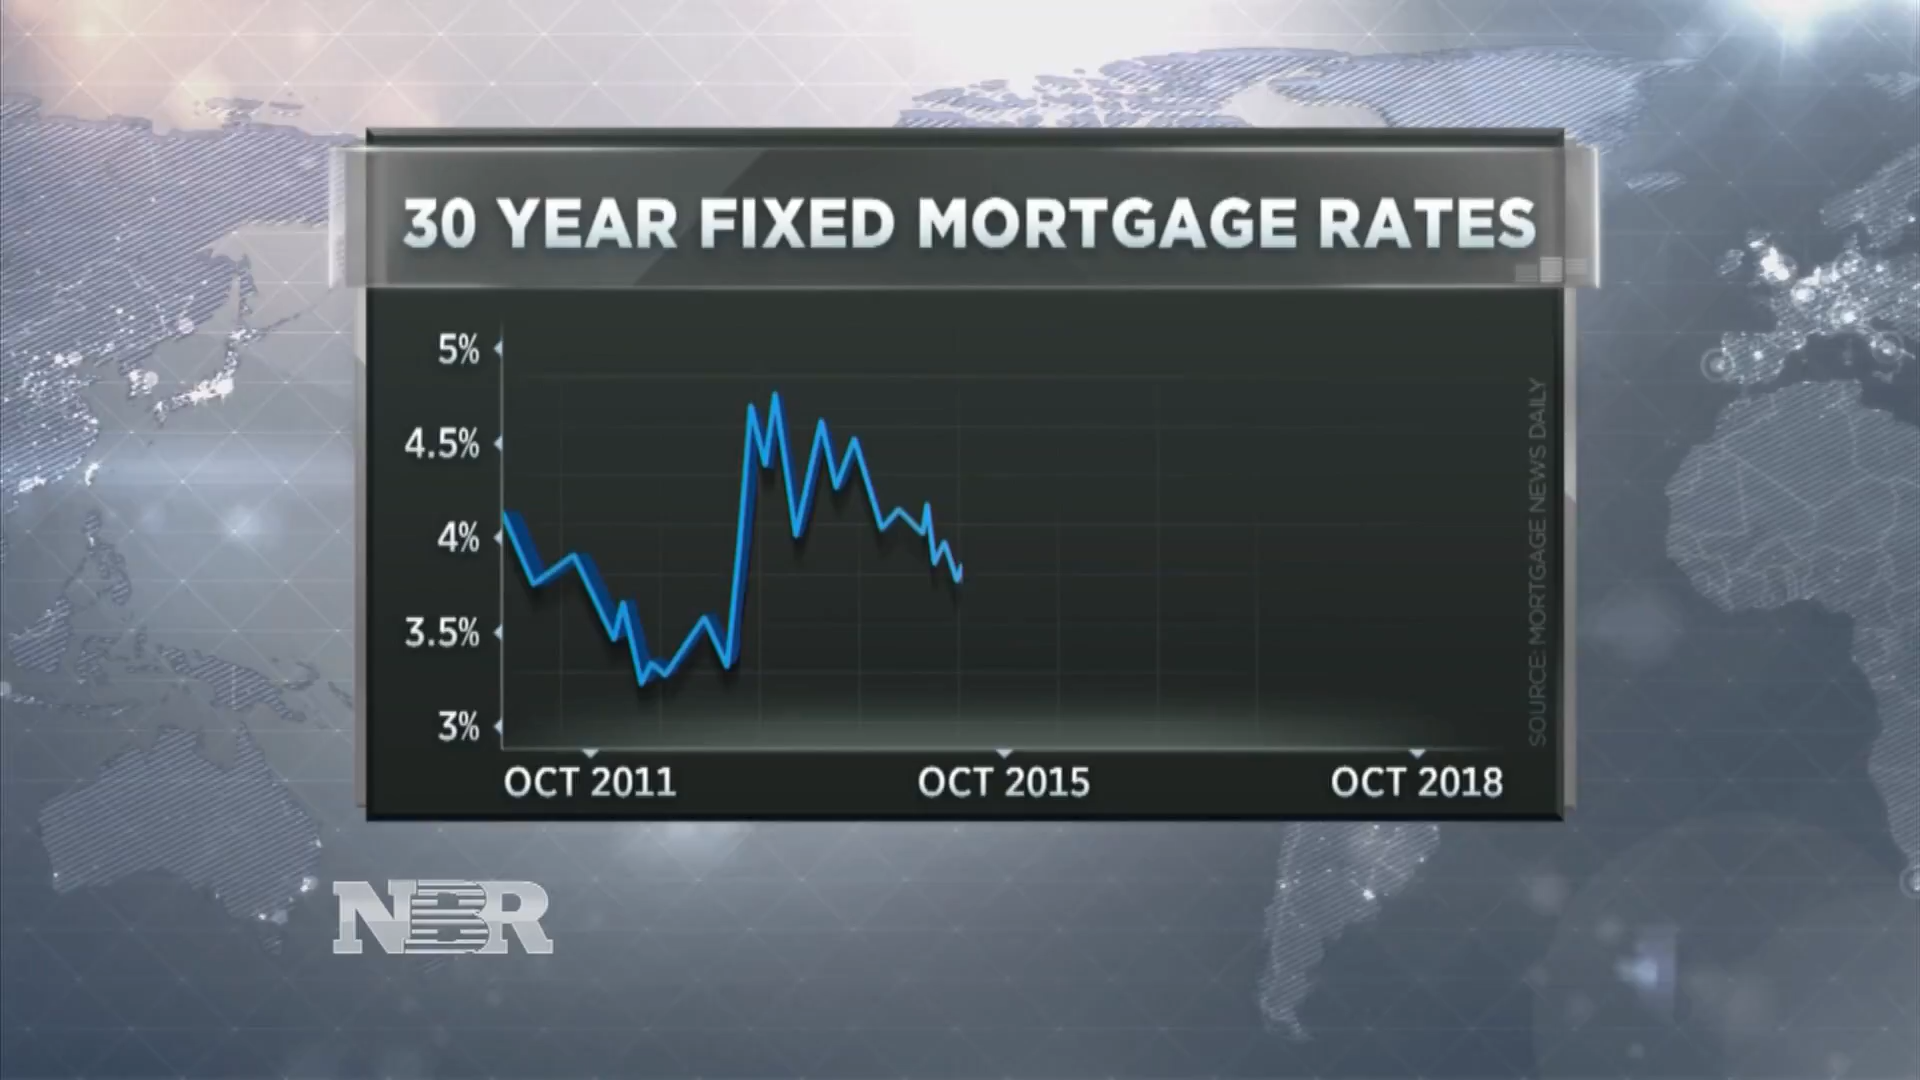 30 YEAR FIXED MORTGAGE RATES
5%
4.5%
4%
3.5%
3%
OCT 2011
OCT 2015
OCT 2018
SOURCE: MORTGAGE NEWS DAILY
NBR